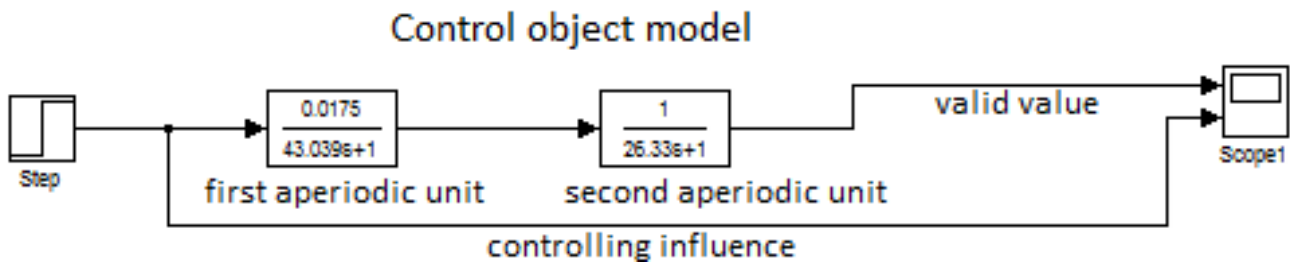 Control object model
0.0175
43.039s+1
1
26.33s+1
valid value
Step
Scope1
first aperiodic unit
second aperiodic unit
controlling influence